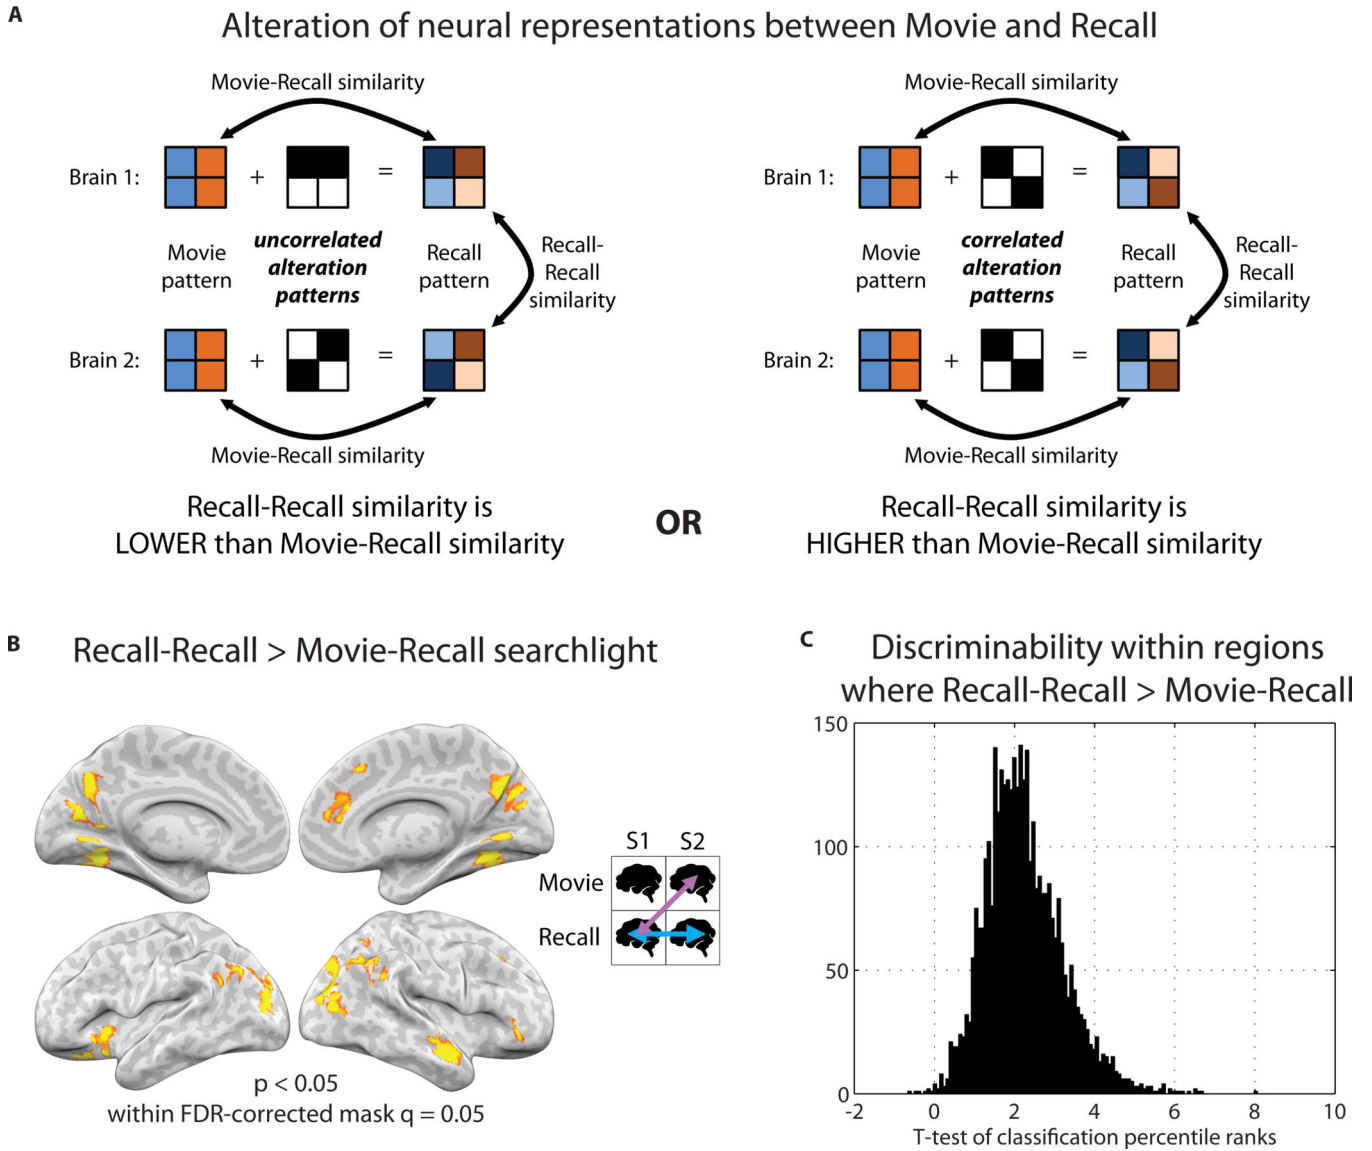 A
Alteration of neural representations between Movie and Recall
Movie-Recall similarity
Brain 1:
+
=
Movie
pattern
uncorrelated
alteration
patterns
Recall
pattern
Recall-
Recall
similarity
Brain 2:
+
=
Movie-Recall similarity
Recall-Recall similarity is
LOWER than Movie-Recall similarity
OR
Movie-Recall similarity
Brain 1:
+
=
Movie
pattern
correlated
alteration
patterns
Recall
pattern
Recall-
Recall
similarity
Brain 2:
+
=
Movie-Recall similarity
Recall-Recall similarity is
HIGHER than Movie-Recall similarity
B
Recall-Recall > Movie-Recall searchlight
S1 S2
Movie
Recall
p < 0.05
within FDR-corrected mask q = 0.05
C
Discriminability within regions
where Recall-Recall > Movie-Recall
150
100
50
0
-2 0 2 4 6 8 10
T-test of classification percentile ranks